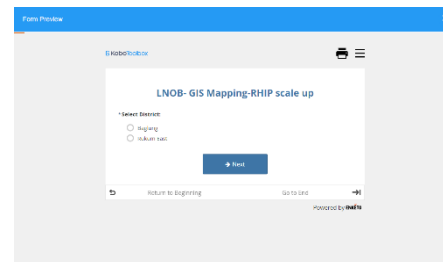 Form Preview
KoboToolbox
LNOB- GIS Mapping-RHIP scale up
*Select District:
Baglung
Rukum East
Next
Return to Beginning
Go to End
Powered by